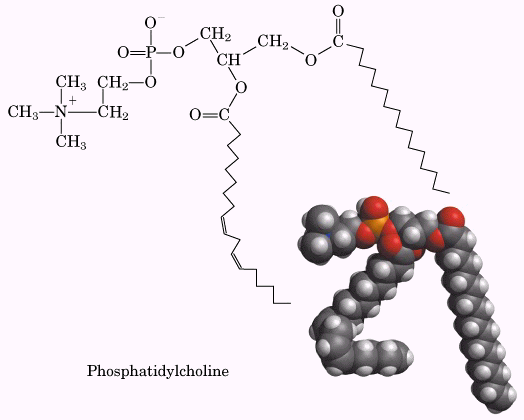 O⁻
O
O=P—O
CH₂
CH₂
O
C
CH
O
CH₃ CH₂—O
O
O=C
CH₃—N⁺
CH₂
CH₃
Phosphatidylcholine